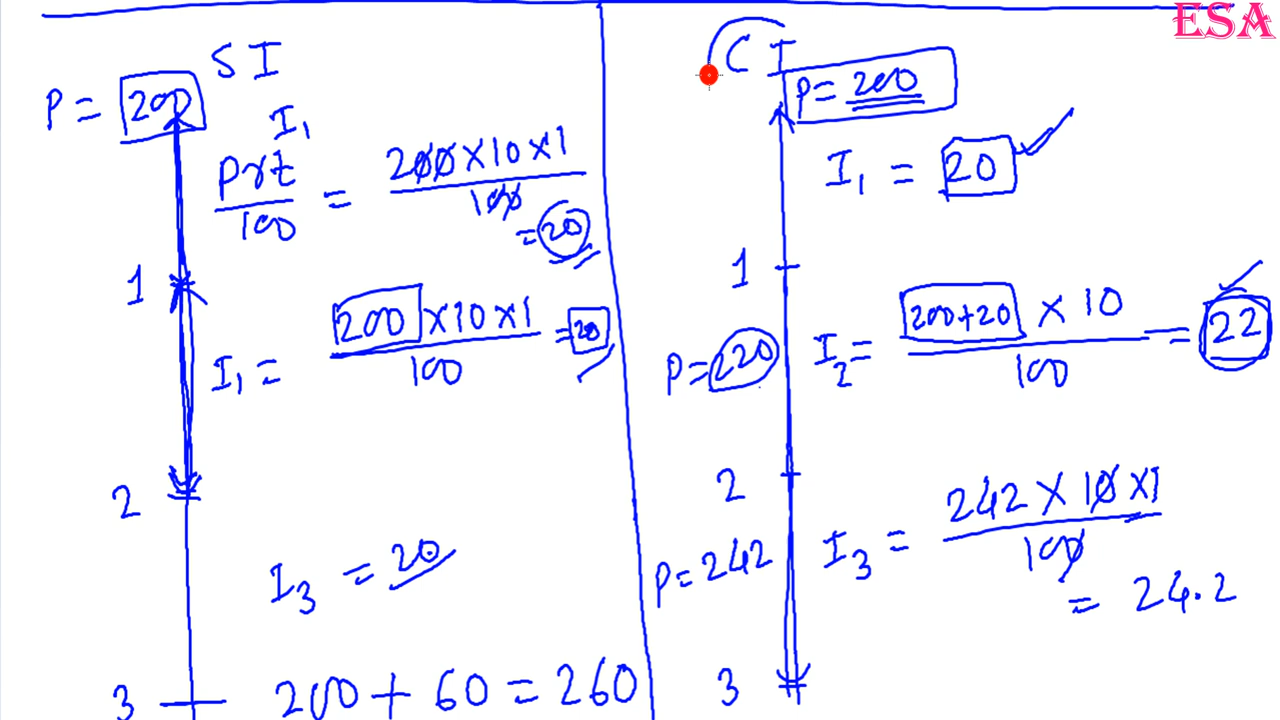 ESA
SI
P = 200
I₁
prt/100 = 200×10×1/100
= 20
1
I₁ = 200×10×1/100 = 20
2
I₃ = 20
3
200 + 60 = 260
CI
P = 200
I₁ = 20
1
P = 220
I₂ = 200+20 × 10/100 = 22
2
P = 242
I₃ = 242 × 10 × 1/100
= 24.2
3